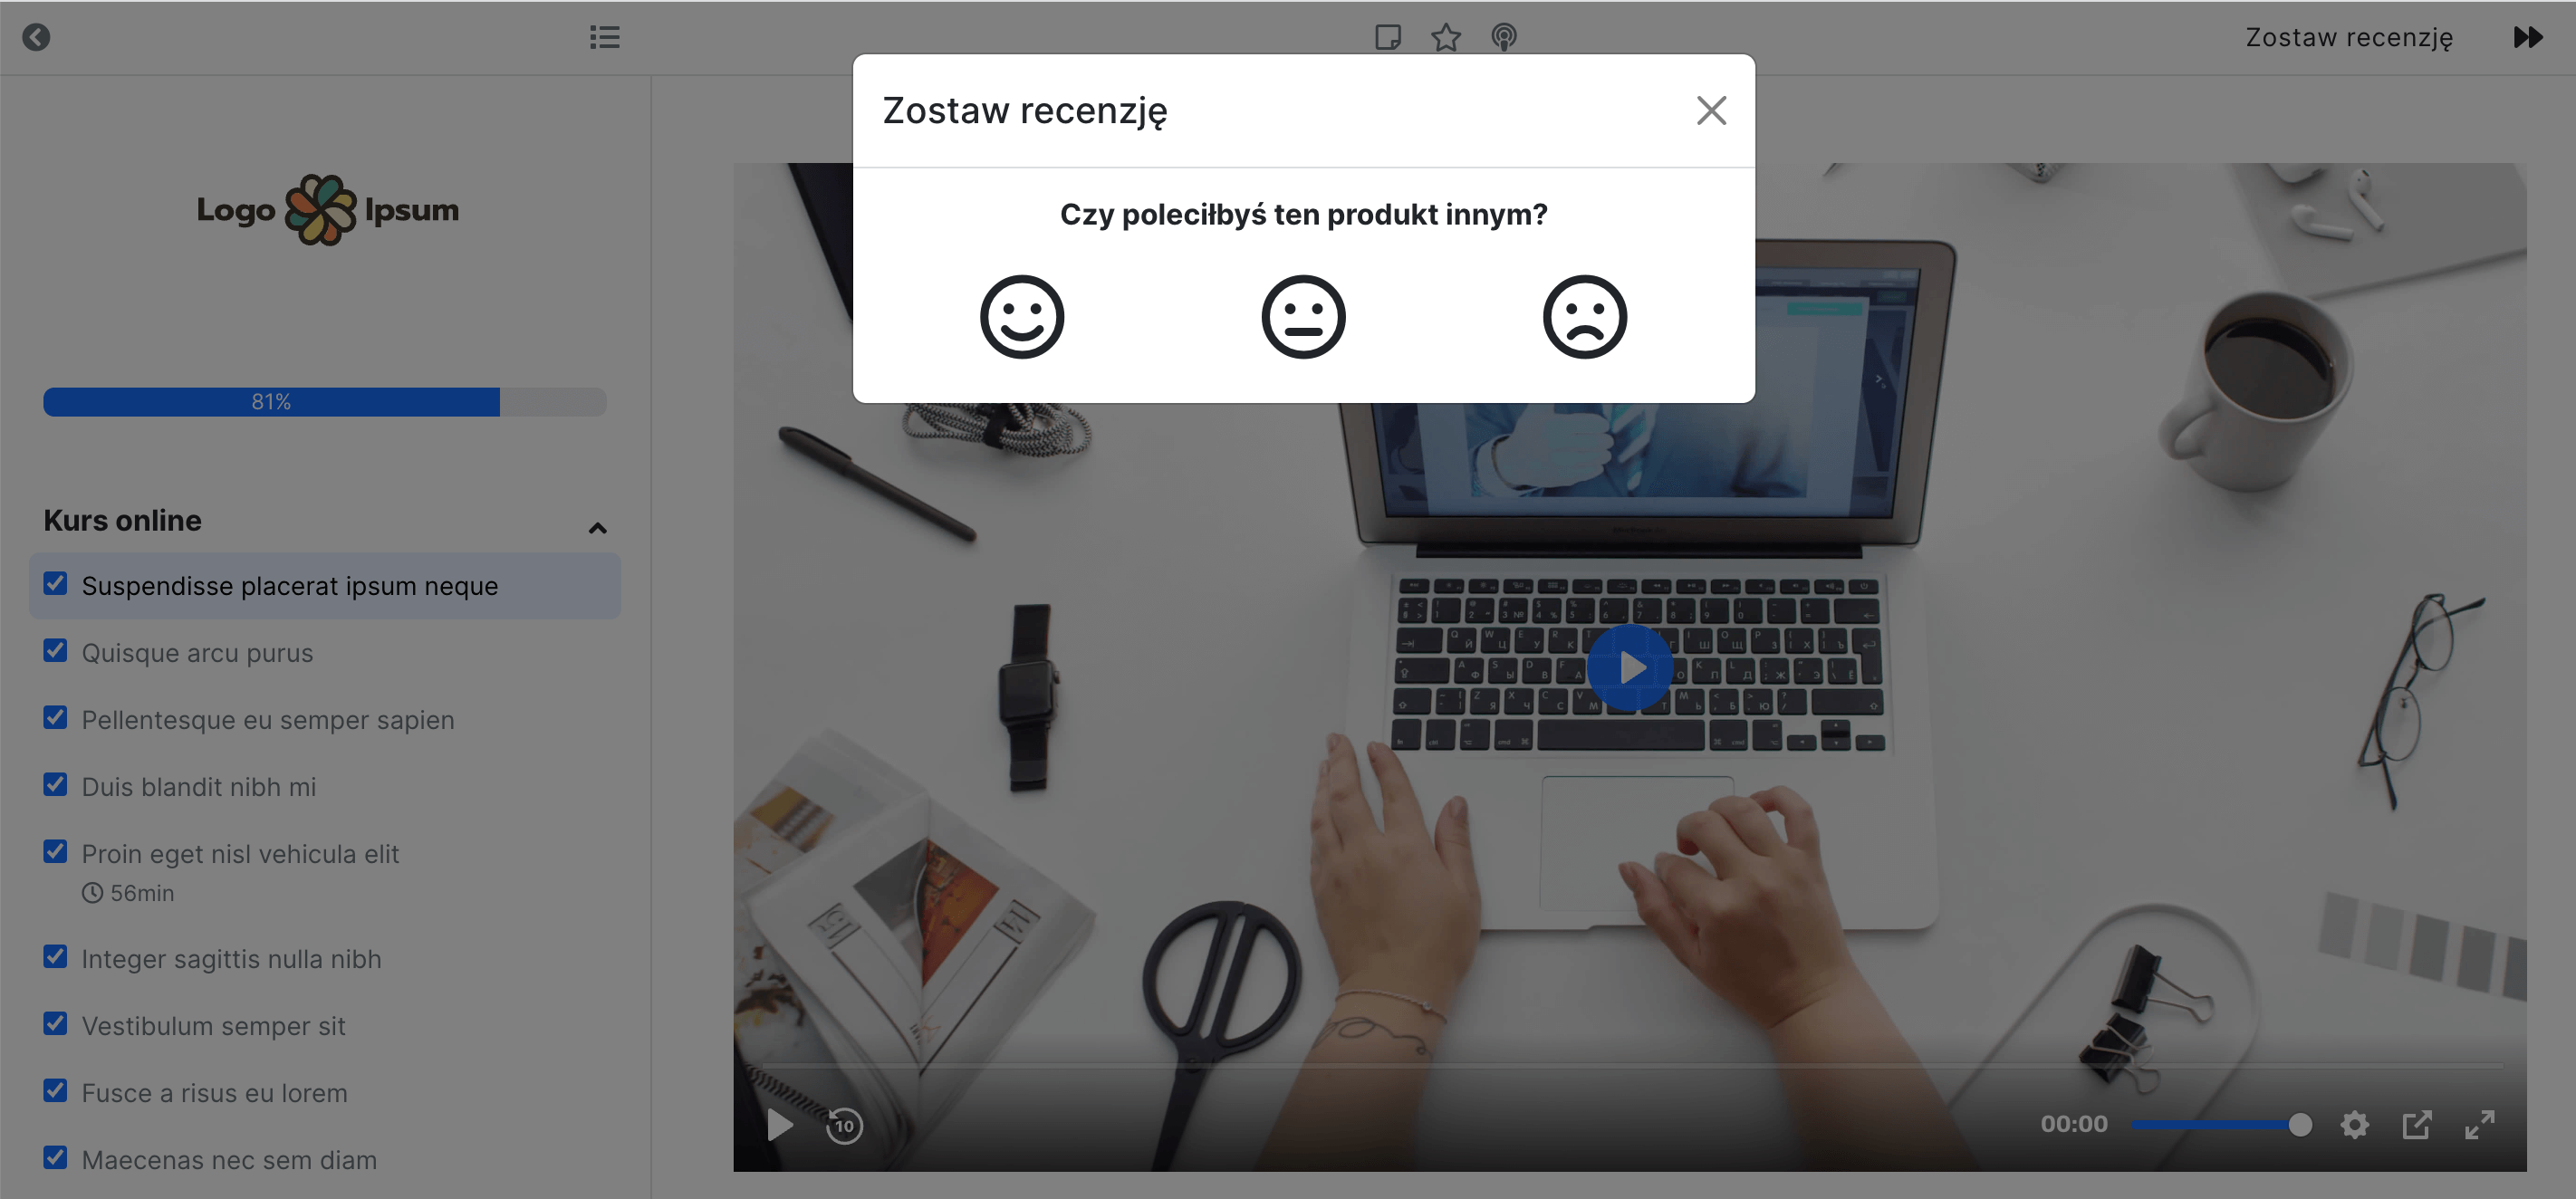 Zostaw recenzję
Zostaw recenzję
Czy poleciłbyś ten produkt innym?
Logo Ipsum
81%
Kurs online
Suspendisse placerat ipsum neque
Quisque arcu purus
Pellentesque eu semper sapien
Duis blandit nibh mi
Proin eget nisl vehicula elit
56min
Integer sagittis nulla nibh
Vestibulum semper sit
Fusce a risus eu lorem
Maecenas nec sem diam
10
00:00